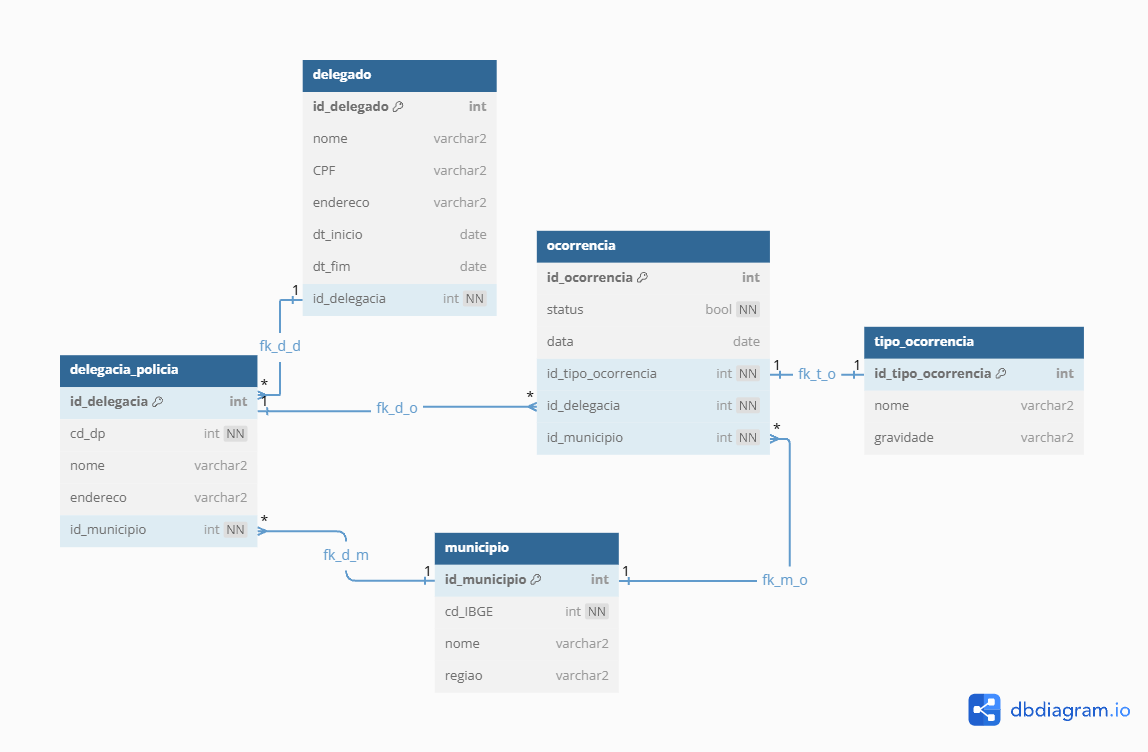 delegado
id_delegado int
nome varchar2
CPF varchar2
endereco varchar2
dt_inicio date
dt_fim date
id_delegacia int NN
1
fk_d_d
*
delegacia_policia
id_delegacia int
cd_dp int NN
nome varchar2
endereco varchar2
id_municipio int NN
1
fk_d_o
*
ocorrencia
id_ocorrencia int
status bool NN
data date
id_tipo_ocorrencia int NN
id_delegacia int NN
id_municipio int NN
1
fk_t_o
1
tipo_ocorrencia
id_tipo_ocorrencia int
nome varchar2
gravidade varchar2
*
fk_d_m
1
municipio
id_municipio int
cd_IBGE int NN
nome varchar2
regiao varchar2
1
fk_m_o
*
dbdiagram.io